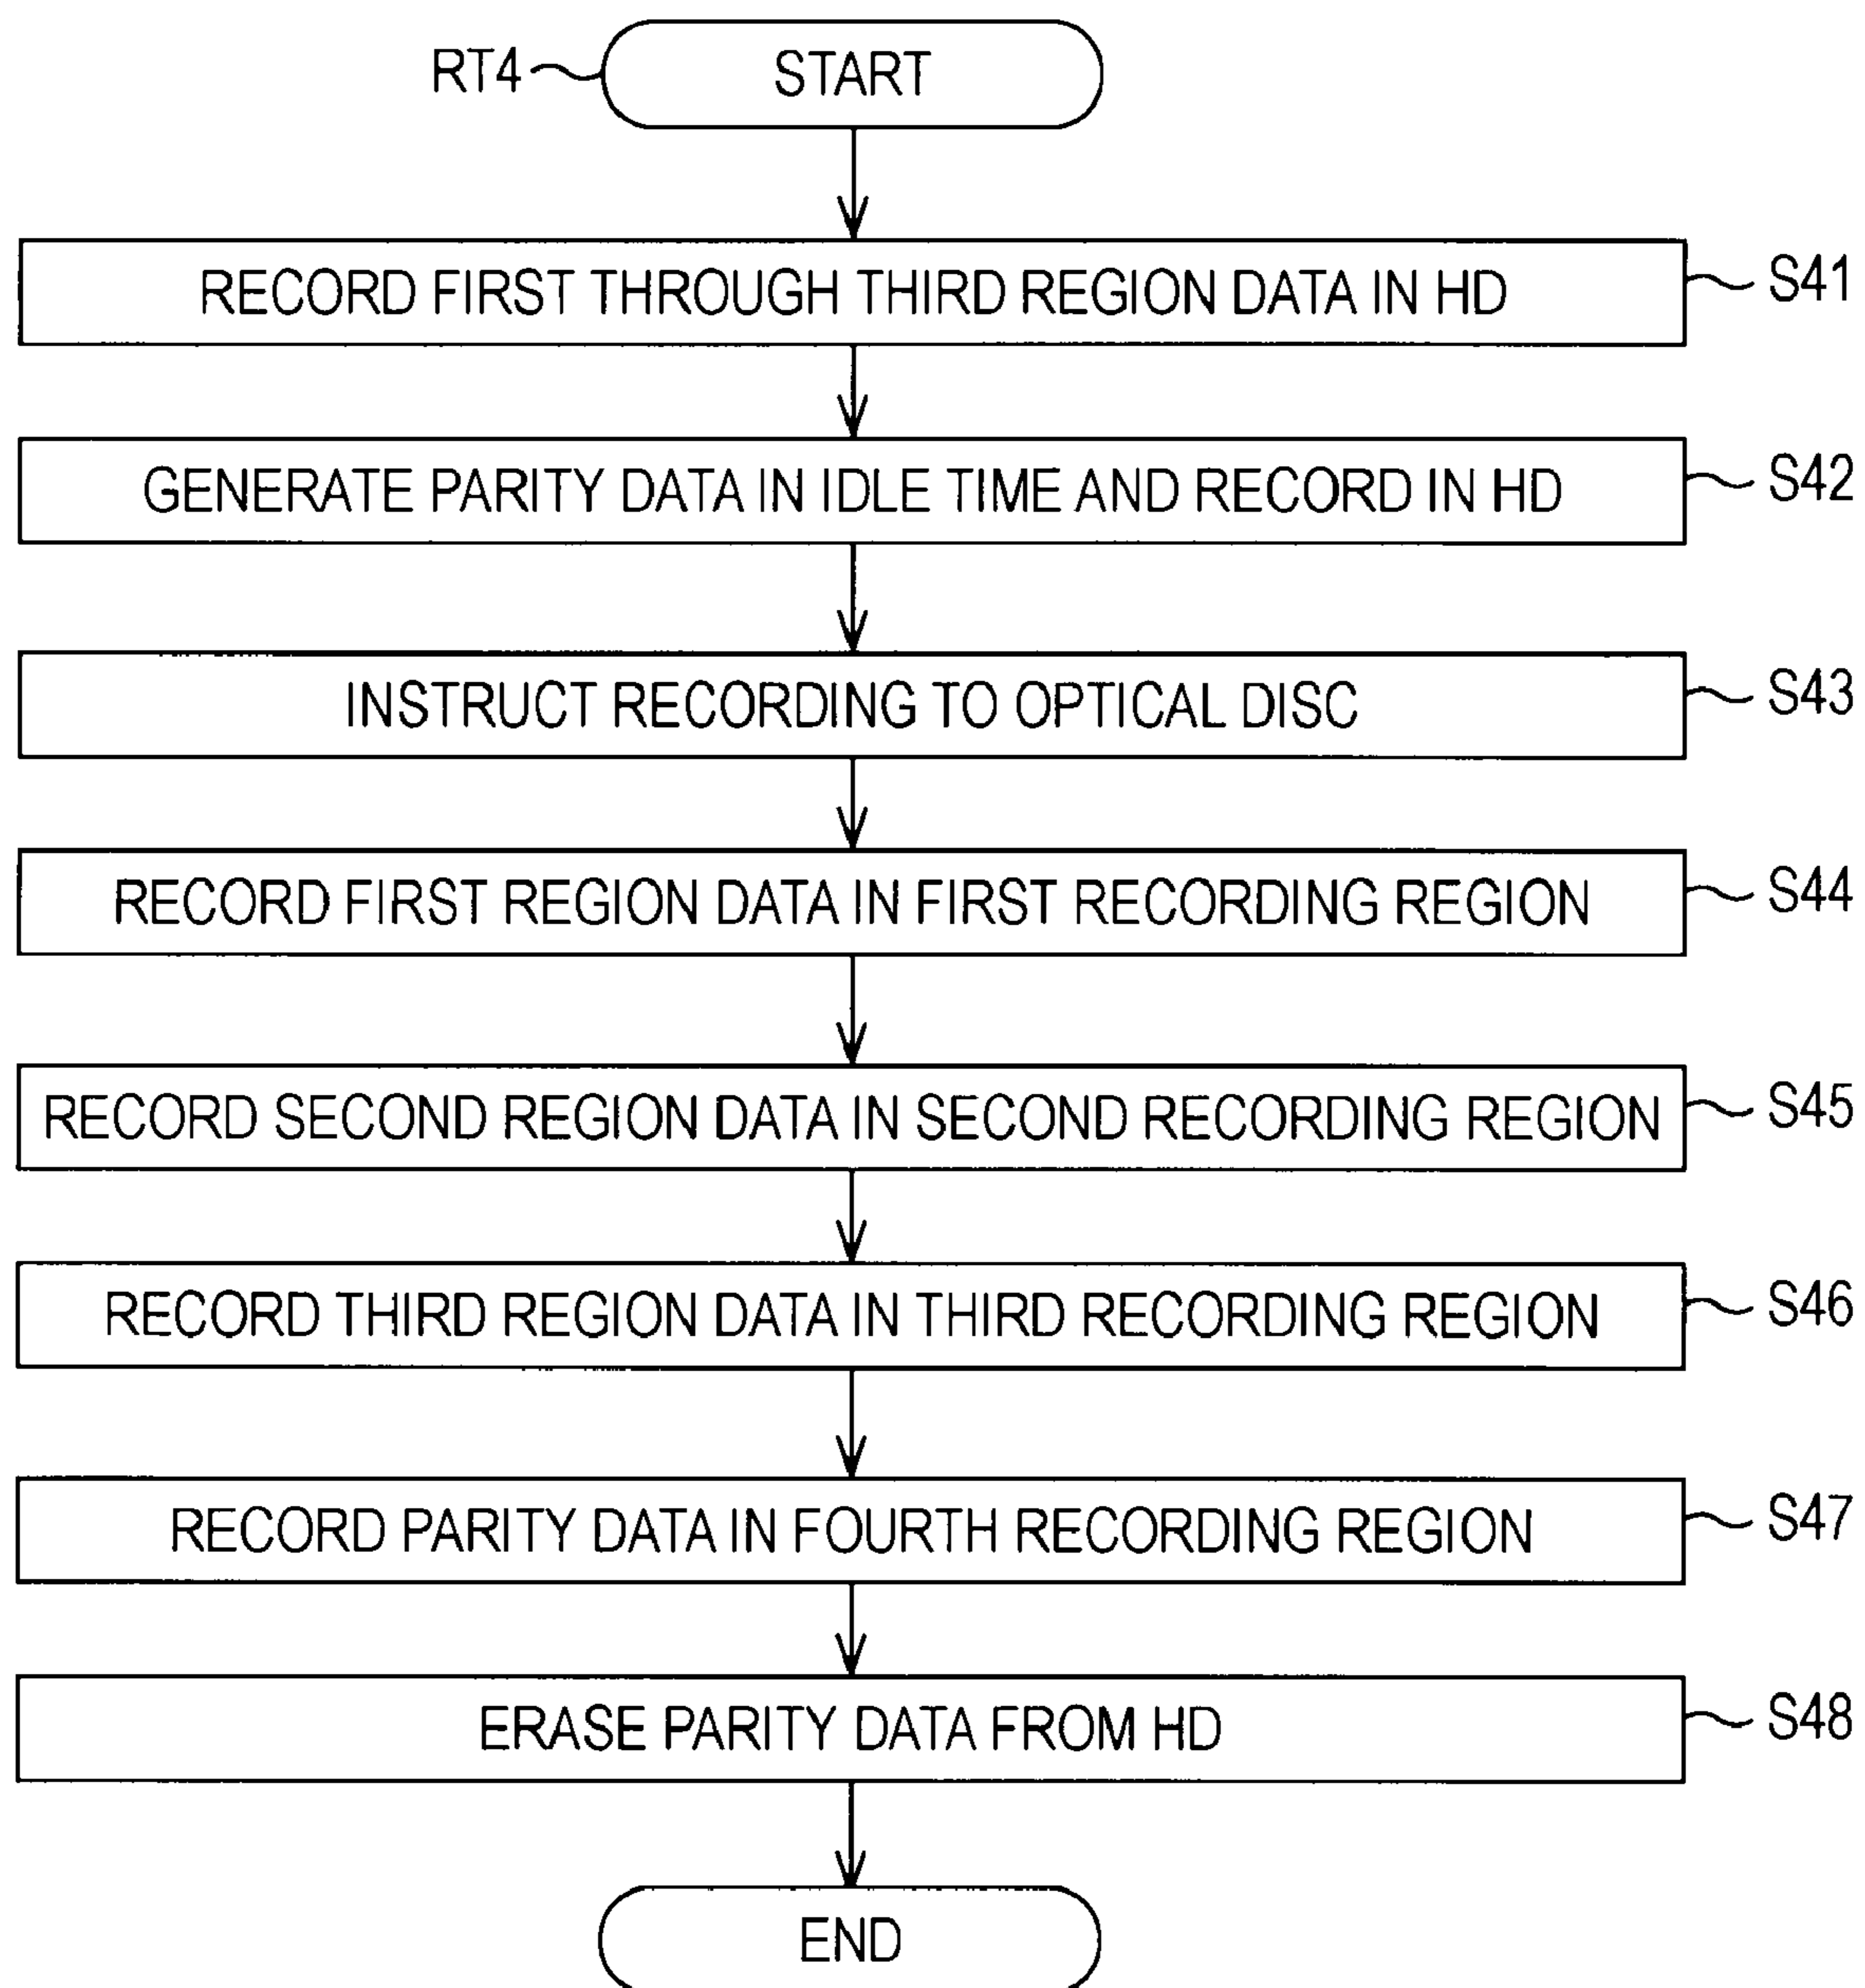 RT4
START
RECORD FIRST THROUGH THIRD REGION DATA IN HD
S41
GENERATE PARITY DATA IN IDLE TIME AND RECORD IN HD
S42
INSTRUCT RECORDING TO OPTICAL DISC
S43
RECORD FIRST REGION DATA IN FIRST RECORDING REGION
S44
RECORD SECOND REGION DATA IN SECOND RECORDING REGION
S45
RECORD THIRD REGION DATA IN THIRD RECORDING REGION
S46
RECORD PARITY DATA IN FOURTH RECORDING REGION
S47
ERASE PARITY DATA FROM HD
S48
END